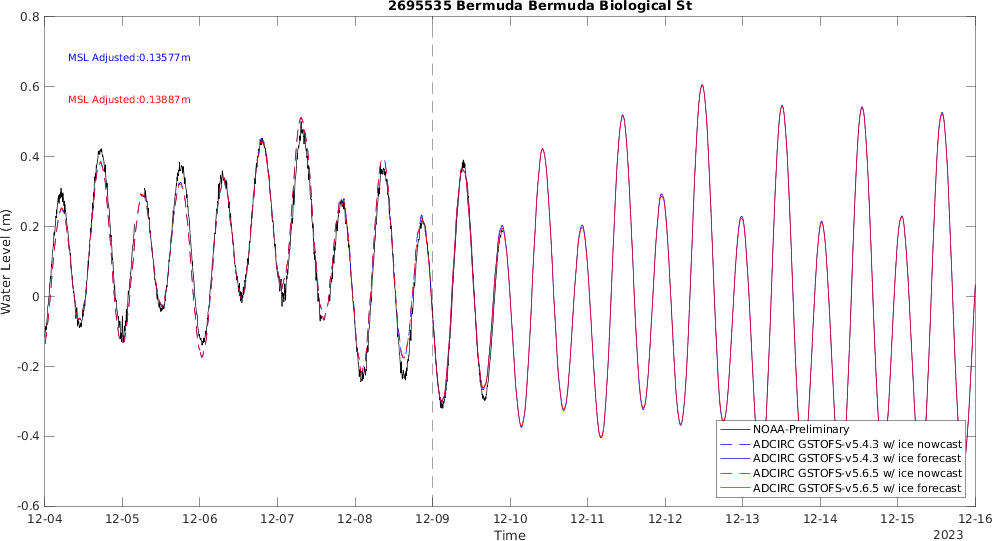 2695535 Bermuda Bermuda Biological St
0.8
0.6
0.4
0.2
0
-0.2
-0.4
-0.6
Water Level (m)
MSL Adjusted:0.13577m
MSL Adjusted:0.13887m
NOAA-Preliminary
ADCIRC GSTOFS-v5.4.3 w/ ice nowcast
ADCIRC GSTOFS-v5.4.3 w/ ice forecast
ADCIRC GSTOFS-v5.6.5 w/ ice nowcast
ADCIRC GSTOFS-v5.6.5 w/ ice forecast
12-04 12-05 12-06 12-07 12-08 12-09 12-10 12-11 12-12 12-13 12-14 12-15 12-16
Time
2023